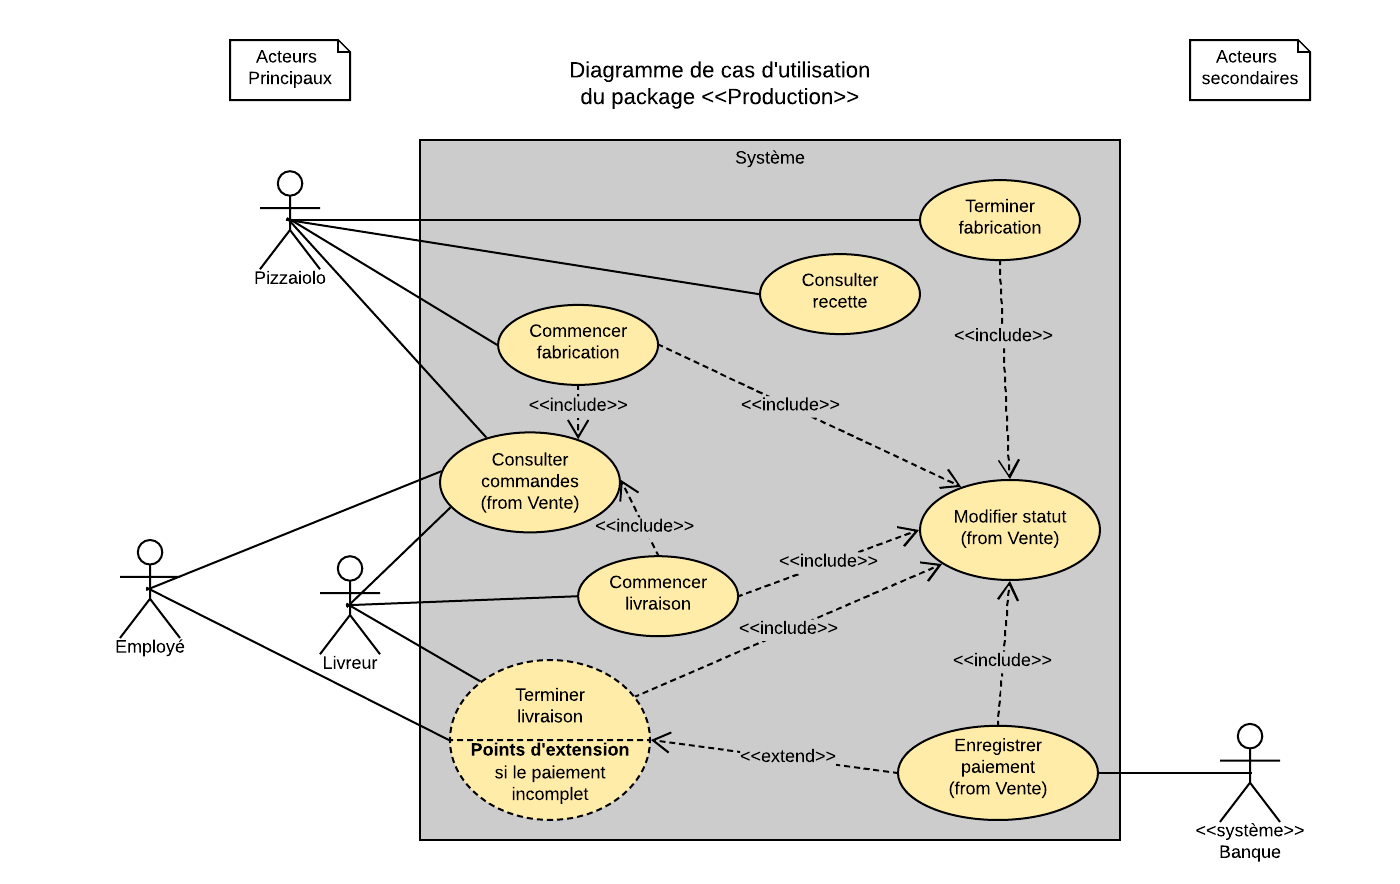 Acteurs
Principaux
Diagramme de cas d'utilisation
du package <<Production>>
Acteurs
secondaires
Système
Terminer
fabrication
Pizzaiolo
Consulter
recette
Commencer
fabrication
<<include>>
<<include>>
<<include>>
Consulter
commandes
(from Vente)
Modifier statut
(from Vente)
<<include>>
<<include>>
Commencer
livraison
<<include>>
Employé
Livreur
<<include>>
Terminer
livraison
Points d'extension
si le paiement
incomplet
<<extend>>
Enregistrer
paiement
(from Vente)
<<système>>
Banque